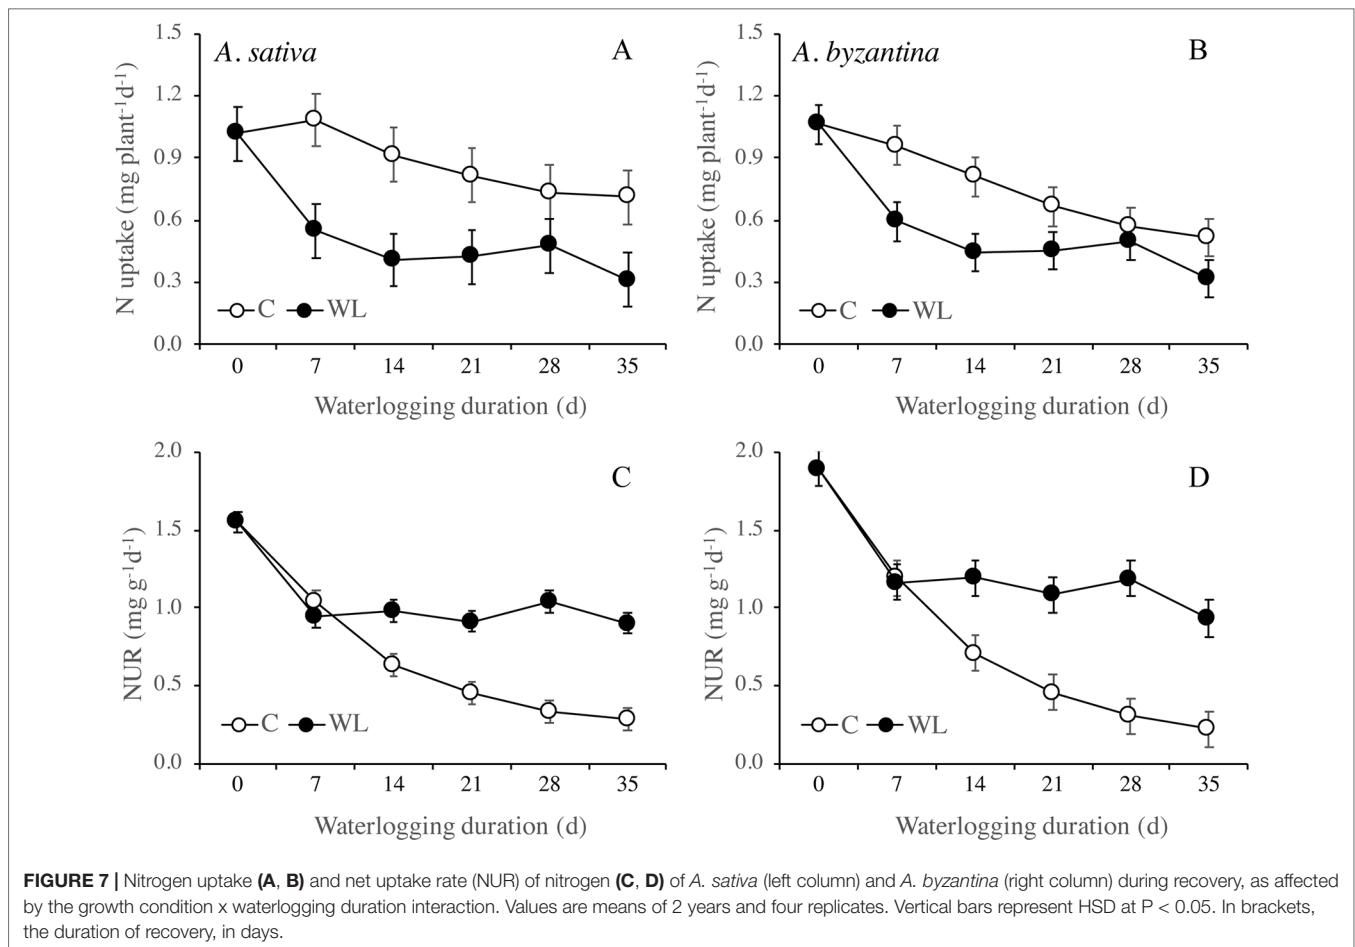 A. sativa
A
N uptake (mg plant⁻¹d⁻¹)
1.5
1.2
0.9
0.6
0.3
0.0
C
WL
0 7 14 21 28 35
Waterlogging duration (d)
A. byzantina
B
N uptake (mg plant⁻¹d⁻¹)
1.5
1.2
0.9
0.6
0.3
0.0
C
WL
0 7 14 21 28 35
Waterlogging duration (d)
C
NUR (mg g⁻¹d⁻¹)
2.0
1.5
1.0
0.5
0.0
C
WL
0 7 14 21 28 35
Waterlogging duration (d)
D
NUR (mg g⁻¹d⁻¹)
2.0
1.5
1.0
0.5
0.0
C
WL
0 7 14 21 28 35
Waterlogging duration (d)
FIGURE 7 | Nitrogen uptake (A, B) and net uptake rate (NUR) of nitrogen (C, D) of A. sativa (left column) and A. byzantina (right column) during recovery, as affected
by the growth condition x waterlogging duration interaction. Values are means of 2 years and four replicates. Vertical bars represent HSD at P < 0.05. In brackets,
the duration of recovery, in days.